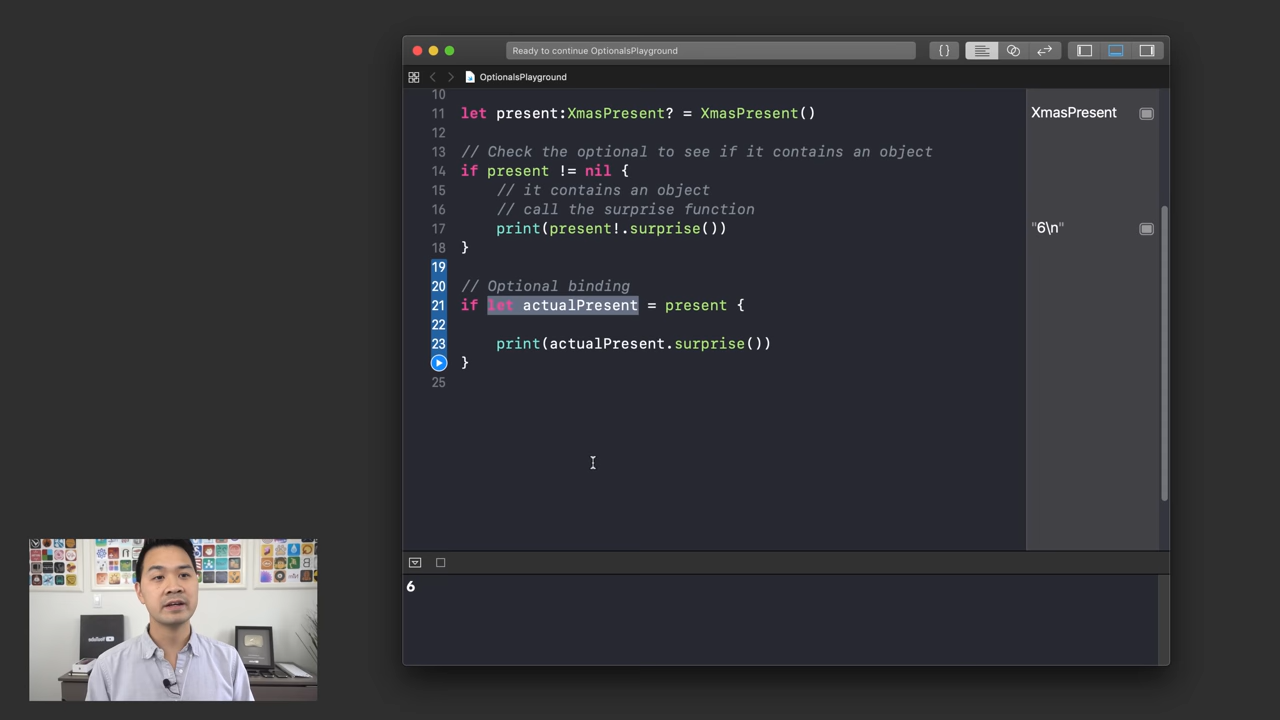 Ready to continue OptionalsPlayground
{}
OptionalsPlayground
10
11 let present:XmasPresent? = XmasPresent() XmasPresent
12
13 // Check the optional to see if it contains an object
14 if present != nil {
15 // it contains an object
16 // call the surprise function
17 print(present!.surprise()) "6\n"
18 }
19
20 // Optional binding
21 if let actualPresent = present {
22
23 print(actualPresent.surprise())
}
25
6
YouTube